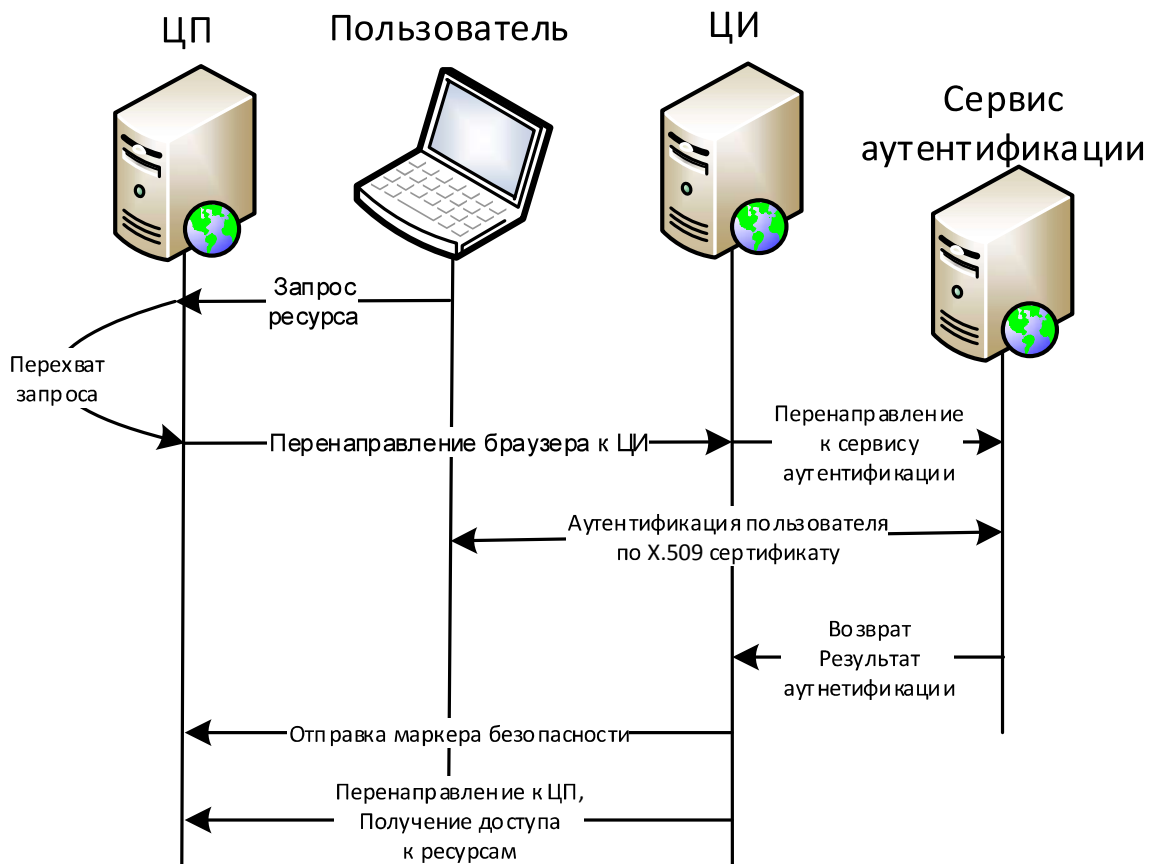 ЦП
Пользователь
ЦИ
Сервис
аутентификации
Запрос
ресурса
Перехват
запроса
Перенаправление браузера к ЦИ
Перенаправление
к сервису
аутентификации
Аутентификация пользователя
по X.509 сертификату
Возврат
Результат
аутнетификации
Отправка маркера безопасности
Перенаправление к ЦП,
Получение доступа
к ресурсам